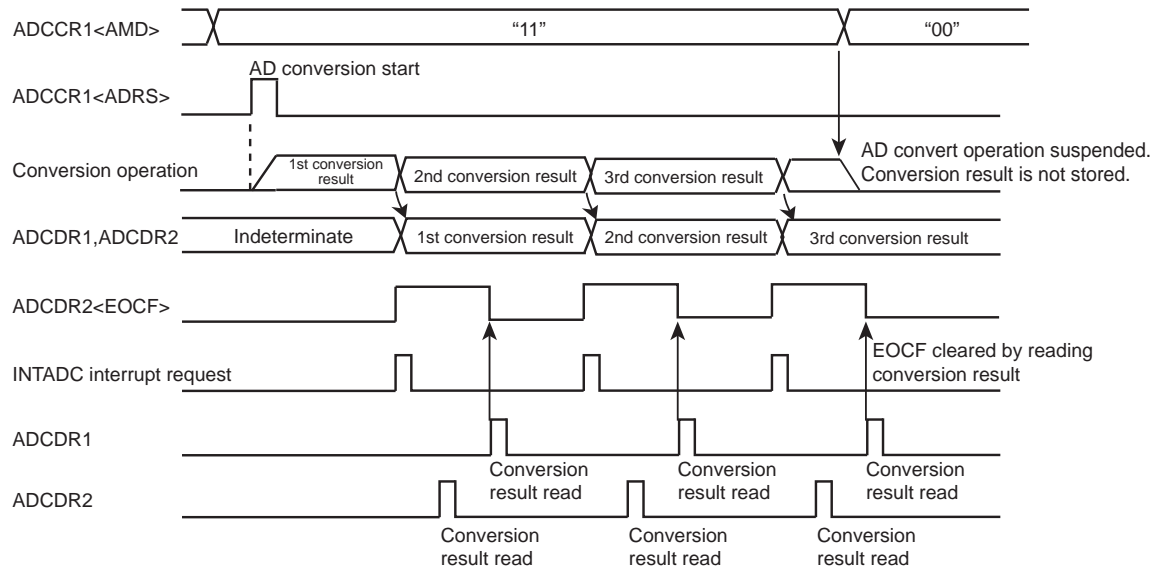 ADCCR1<AMD>
“11”
“00”
AD conversion start
ADCCR1<ADRS>
Conversion operation
1st conversion
result
2nd conversion result
3rd conversion result
AD convert operation suspended.
Conversion result is not stored.
ADCDR1,ADCDR2
Indeterminate
1st conversion result
2nd conversion result
3rd conversion result
ADCDR2<EOCF>
EOCF cleared by reading
conversion result
INTADC interrupt request
ADCDR1
Conversion
result read
Conversion
result read
Conversion
result read
ADCDR2
Conversion
result read
Conversion
result read
Conversion
result read